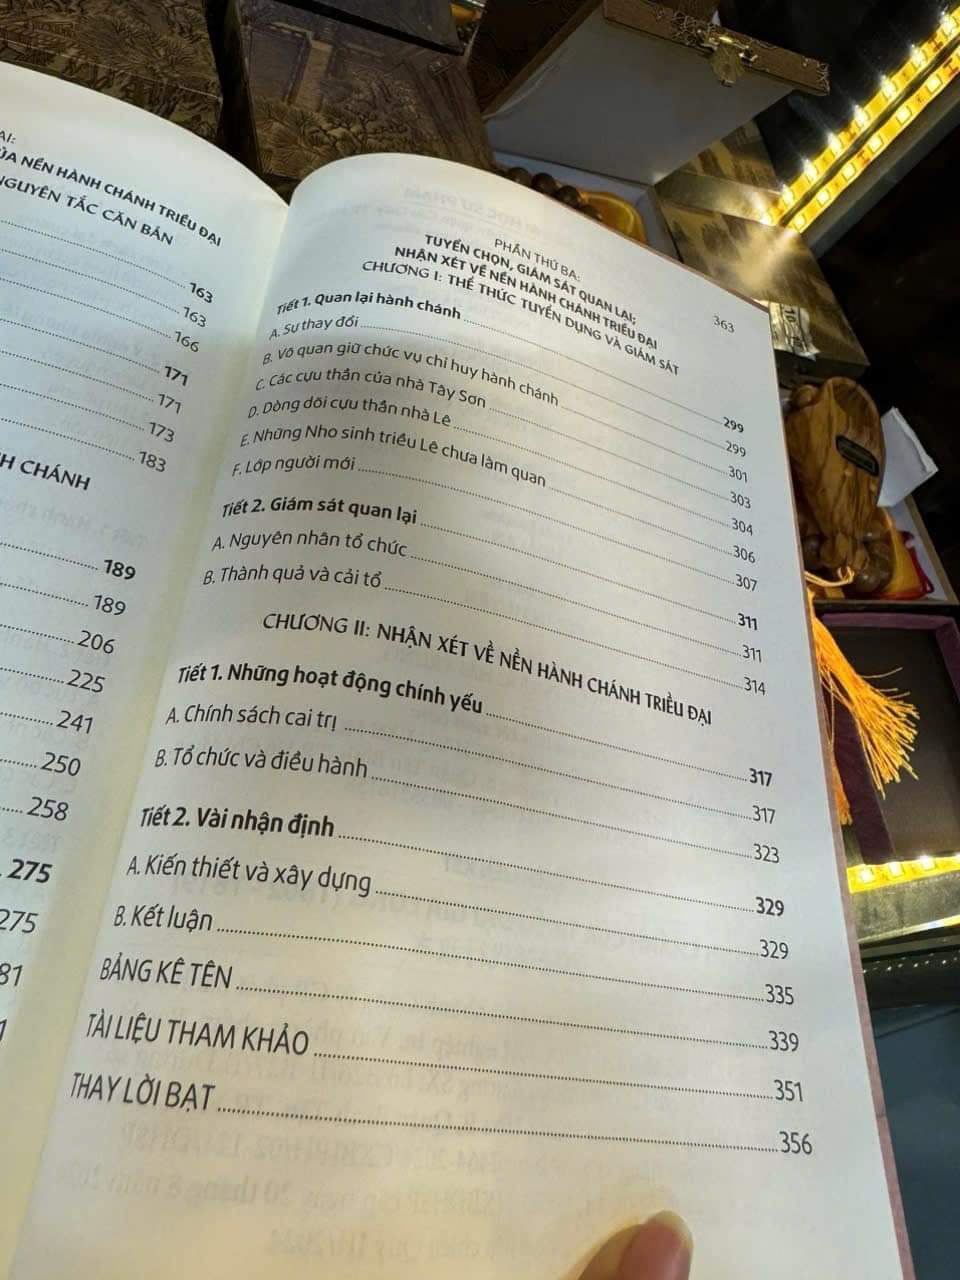 ỦA NỀN HÀNH CHÁNH TRIỀU ĐẠI
NGUYÊN TẮC CĂN BẢN
163
163
166
171
171
173
183
H CHÁNH
189
189
206
225
241
250
258
275
275
81
363
PHẦN THỨ BA:
TUYỂN CHỌN, GIÁM SÁT QUAN LẠI;
NHẬN XÉT VỀ NỀN HÀNH CHÁNH TRIỀU ĐẠI
CHƯƠNG I: THỂ THỨC TUYỂN DỤNG VÀ GIÁM SÁT
Tiết 1. Quan lại hành chánh 299
A. Sự thay đổi 299
B. Võ quan giữ chức vụ chỉ huy hành chánh 301
C. Các cựu thần của nhà Tây Sơn 303
D. Dòng dõi cựu thần nhà Lê 304
E. Những Nho sinh triều Lê chưa làm quan 306
F. Lớp người mới 307
Tiết 2. Giám sát quan lại 311
A. Nguyên nhân tổ chức 311
B. Thành quả và cải tổ 314
CHƯƠNG II: NHẬN XÉT VỀ NỀN HÀNH CHÁNH TRIỀU ĐẠI
Tiết 1. Những hoạt động chính yếu 317
A. Chính sách cai trị 317
B. Tổ chức và điều hành 323
Tiết 2. Vài nhận định 329
A. Kiến thiết và xây dựng 329
B. Kết luận 335
BẢNG KÊ TÊN 339
TÀI LIỆU THAM KHẢO 351
THAY LỜI BẠT 356